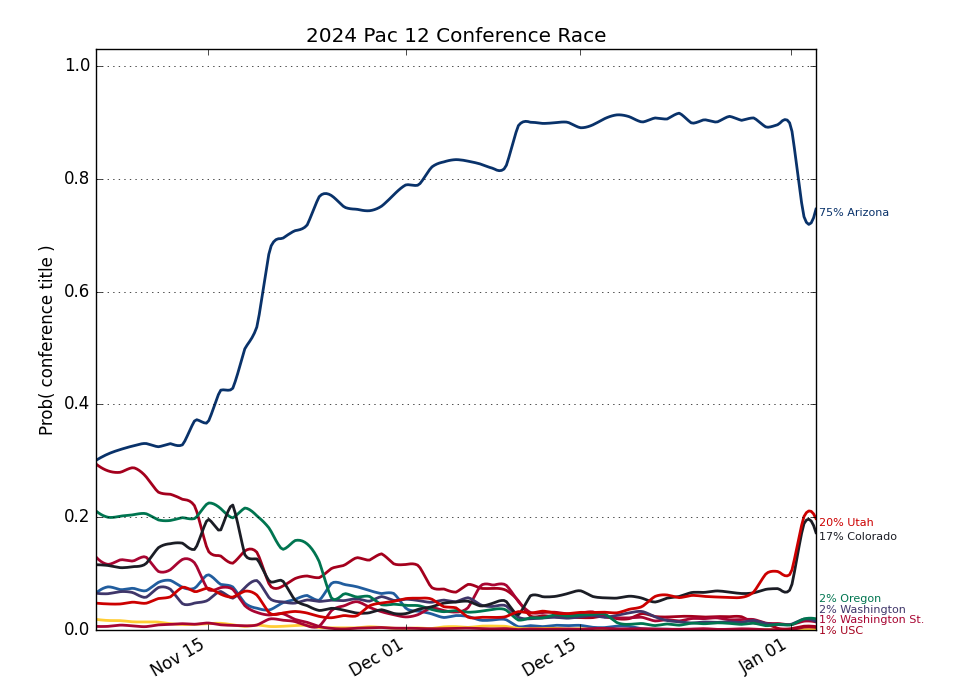 2024 Pac 12 Conference Race
Prob( conference title )
1.0
0.8
0.6
0.4
0.2
0.0
Nov 15
Dec 01
Dec 15
Jan 01
75% Arizona
20% Utah
17% Colorado
2% Oregon
2% Washington
1% Washington St.
1% USC